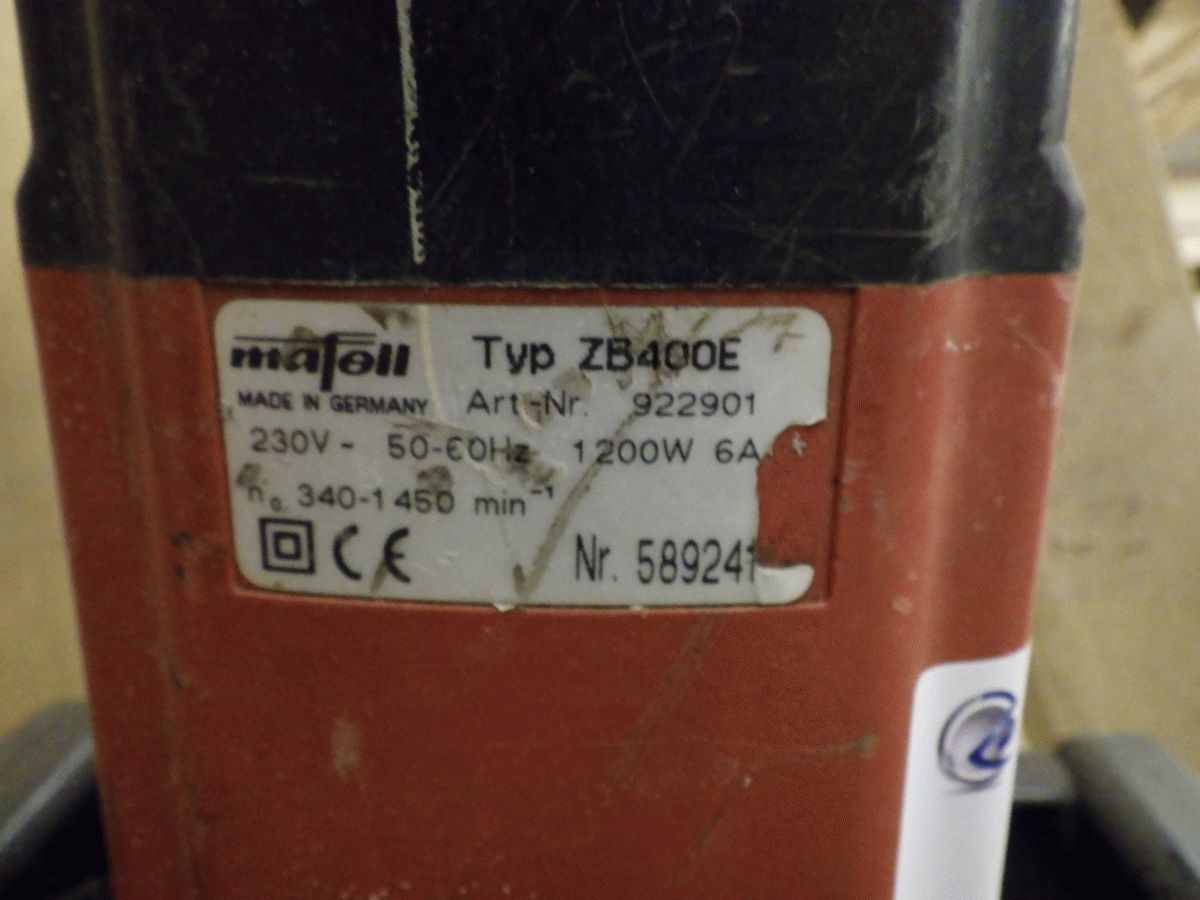 mafell Typ ZB400E
MADE IN GERMANY Art-Nr. 922901
230V ~ 50-60Hz 1200W 6A
n₀ 340-1450 min⁻¹
CE Nr. 589241